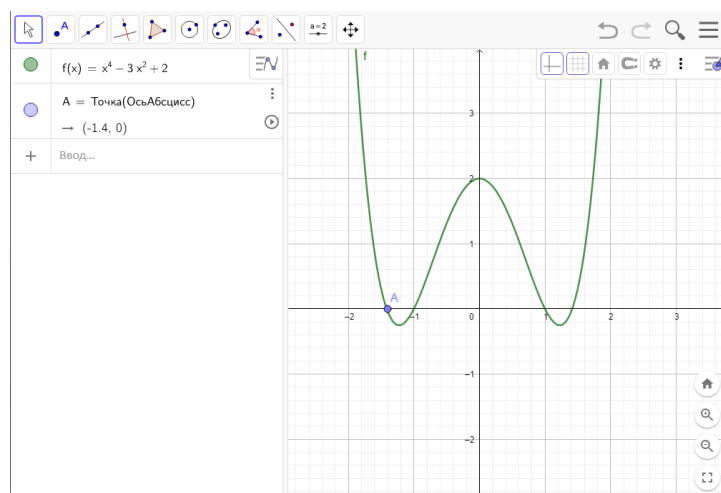 A
a=2
f(x) = x⁴ − 3 x² + 2
A = Точка(ОсьАбсцисс)
→ (-1.4, 0)
+ Ввод...
f
3
2
1
A
−2 −1 0 1 2 3
−1
−2